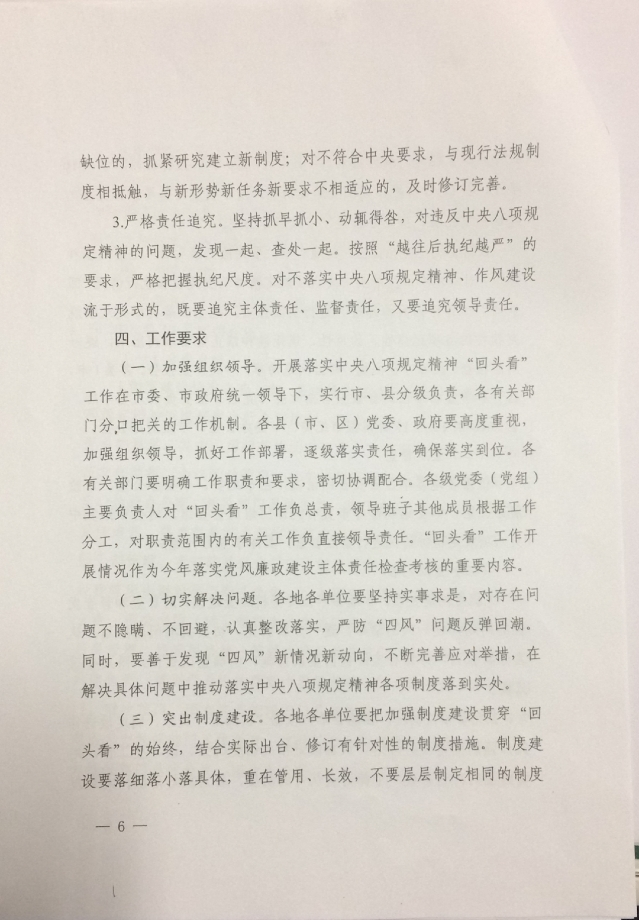 缺位的，抓紧研究建立新制度；对不符合中央要求，与现行法规制
度相抵触，与新形势新任务新要求不相适应的，及时修订完善。
3.严格责任追究。坚持抓早抓小、动辄得咎，对违反中央八项规
定精神的问题，发现一起、查处一起。按照“越往后执纪越严”的
要求，严格把握执纪尺度。对不落实中央八项规定精神、作风建设
流于形式的，既要追究主体责任、监督责任，又要追究领导责任。
四、工作要求
（一）加强组织领导。开展落实中央八项规定精神“回头看”
工作在市委、市政府统一领导下，实行市、县分级负责，各有关部
门分口把关的工作机制。各县（市、区）党委、政府要高度重视，
加强组织领导，抓好工作部署，逐级落实责任，确保落实到位。各
有关部门要明确工作职责和要求，密切协调配合。各级党委（党组）
主要负责人对“回头看”工作负总责，领导班子其他成员根据工作
分工，对职责范围内的有关工作负直接领导责任。“回头看”工作开
展情况作为今年落实党风廉政建设主体责任检查考核的重要内容。
（二）切实解决问题。各地各单位要坚持实事求是，对存在问
题不隐瞒、不回避，认真整改落实，严防“四风”问题反弹回潮。
同时，要善于发现“四风”新情况新动向，不断完善应对举措，在
解决具体问题中推动落实中央八项规定精神各项制度落到实处。
（三）突出制度建设。各地各单位要把加强制度建设贯穿“回
头看”的始终，结合实际出台、修订有针对性的制度措施。制度建
设要落细落小落具体，重在管用、长效，不要层层制定相同的制度
— 6 —